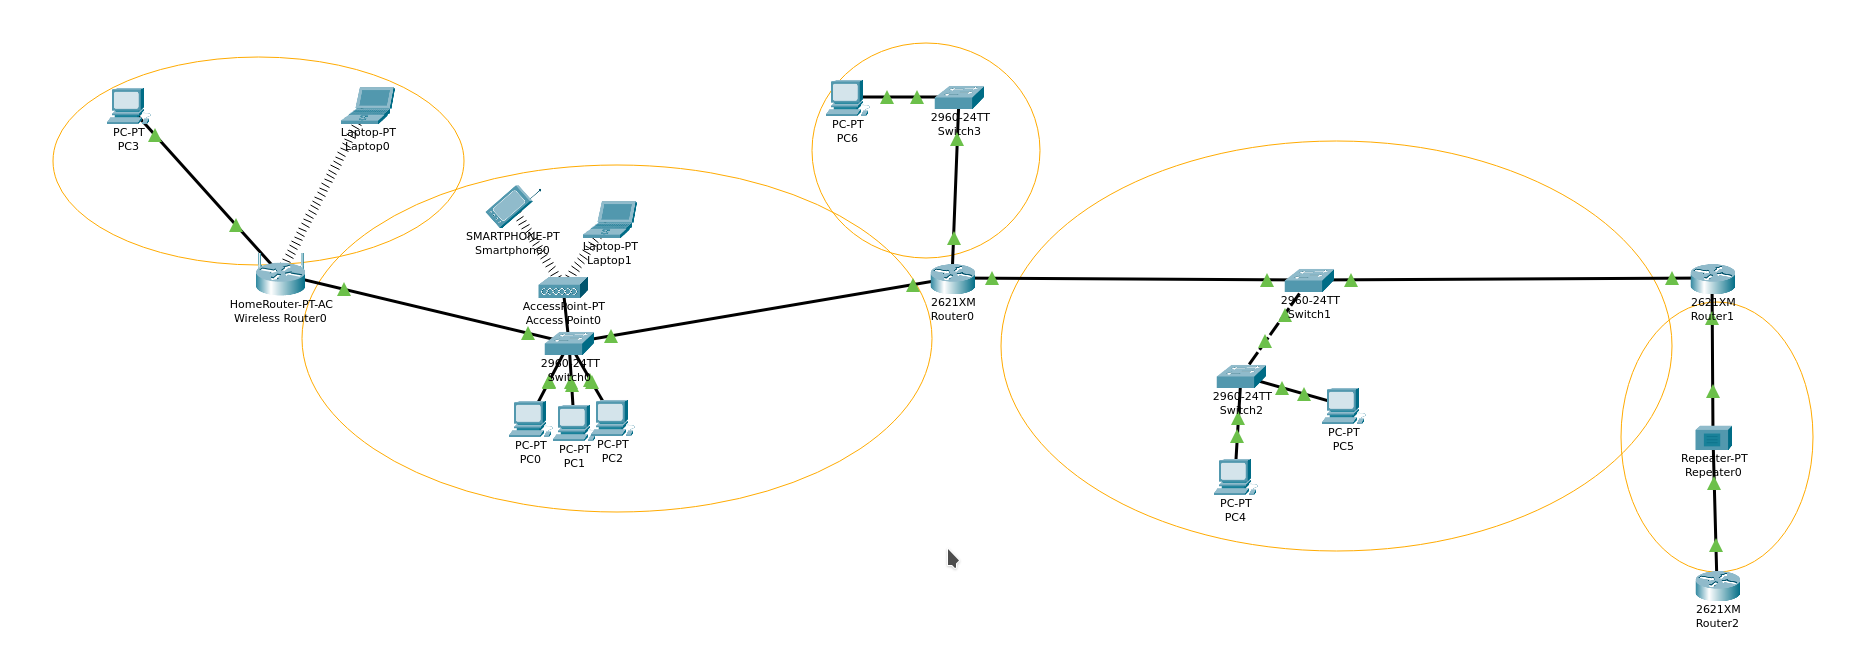 PC-PT
PC3
Laptop-PT
Laptop0
HomeRouter-PT-AC
Wireless Router0
SMARTPHONE-PT
Smartphone0
Laptop-PT
Laptop1
AccessPoint-PT
Access Point0
2960-24TT
Switch0
PC-PT
PC0
PC-PT
PC1
PC-PT
PC2
PC-PT
PC6
2960-24TT
Switch3
2621XM
Router0
2960-24TT
Switch1
2960-24TT
Switch2
PC-PT
PC5
PC-PT
PC4
2621XM
Router1
Repeater-PT
Repeater0
2621XM
Router2